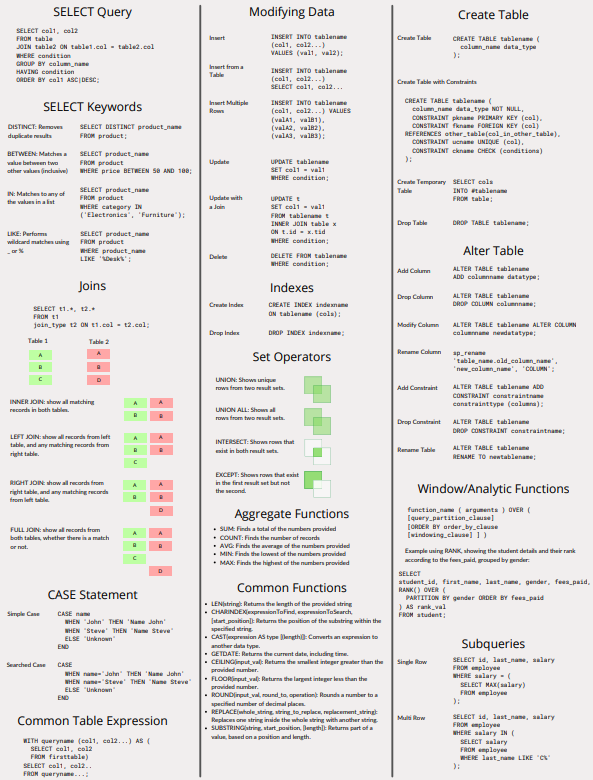 SELECT Query
SELECT col1, col2
FROM table
JOIN table2 ON table1.col = table2.col
WHERE condition
GROUP BY column_name
HAVING condition
ORDER BY col1 ASC|DESC;
SELECT Keywords
DISTINCT: Removes
duplicate results
SELECT DISTINCT product_name
FROM product;
BETWEEN: Matches a
value between two
other values (inclusive)
SELECT product_name
FROM product
WHERE price BETWEEN 50 AND 100;
IN: Matches to any of
the values in a list
SELECT product_name
FROM product
WHERE category IN
('Electronics', 'Furniture');
LIKE: Performs
wildcard matches using
_ or %
SELECT product_name
FROM product
WHERE product_name
LIKE '%Desk%';
Joins
SELECT t1.*, t2.*
FROM t1
join_type t2 ON t1.col = t2.col;
Table 1
A
B
C
Table 2
A
B
D
INNER JOIN: show all matching
records in both tables.
A A
B B
LEFT JOIN: show all records from left
table, and any matching records from
right table.
A A
B B
C
RIGHT JOIN: show all records from
right table, and any matching records
from left table.
A A
B B
D
FULL JOIN: show all records from
both tables, whether there is a match
or not.
A A
B B
C
D
CASE Statement
Simple Case
CASE name
WHEN 'John' THEN 'Name John'
WHEN 'Steve' THEN 'Name Steve'
ELSE 'Unknown'
END
Searched Case
CASE
WHEN name='John' THEN 'Name John'
WHEN name='Steve' THEN 'Name Steve'
ELSE 'Unknown'
END
Common Table Expression
WITH queryname (col1, col2...) AS (
SELECT col1, col2
FROM firsttable)
SELECT col1, col2..
FROM queryname...;
Modifying Data
Insert
INSERT INTO tablename
(col1, col2...)
VALUES (val1, val2);
Insert from a
Table
INSERT INTO tablename
(col1, col2...)
SELECT col1, col2...
Insert Multiple
Rows
INSERT INTO tablename
(col1, col2...) VALUES
(valA1, valB1),
(valA2, valB2),
(valA3, valB3);
Update
UPDATE tablename
SET col1 = val1
WHERE condition;
Update with
a Join
UPDATE t
SET col1 = val1
FROM tablename t
INNER JOIN table x
ON t.id = x.tid
WHERE condition;
Delete
DELETE FROM tablename
WHERE condition;
Indexes
Create Index
CREATE INDEX indexname
ON tablename (cols);
Drop Index
DROP INDEX indexname;
Set Operators
UNION: Shows unique
rows from two result sets.
UNION ALL: Shows all
rows from two result sets.
INTERSECT: Shows rows that
exist in both result sets.
EXCEPT: Shows rows that exist
in the first result set but not
the second.
Aggregate Functions
• SUM: Finds a total of the numbers provided
• COUNT: Finds the number of records
• AVG: Finds the average of the numbers provided
• MIN: Finds the lowest of the numbers provided
• MAX: Finds the highest of the numbers provided
Common Functions
• LEN(string): Returns the length of the provided string
• CHARINDEX(expressionToFind, expressionToSearch,
[start_position]): Returns the position of the substring within the
specified string.
• CAST(expression AS type [(length)]): Converts an expression to
another data type.
• GETDATE: Returns the current date, including time.
• CEILING(input_val): Returns the smallest integer greater than the
provided number.
• FLOOR(input_val): Returns the largest integer less than the
provided number.
• ROUND(input_val, round_to, operation): Rounds a number to a
specified number of decimal places.
• REPLACE(whole_string, string_to_replace, replacement_string):
Replaces one string inside the whole string with another string.
• SUBSTRING(string, start_position, [length]): Returns part of a
value, based on a position and length.
Create Table
Create Table
CREATE TABLE tablename (
column_name data_type
);
Create Table with Constraints
CREATE TABLE tablename (
column_name data_type NOT NULL,
CONSTRAINT pkname PRIMARY KEY (col)
CONSTRAINT fkname FOREIGN KEY (col)
REFERENCES other_table(col_in_other_table),
CONSTRAINT ucname UNIQUE (col),
CONSTRAINT ckname CHECK (conditions)
);
Create Temporary
Table
SELECT cols
INTO #tablename
FROM table;
Drop Table
DROP TABLE tablename;
Alter Table
Add Column
ALTER TABLE tablename
ADD columnname datatype;
Drop Column
ALTER TABLE tablename
DROP COLUMN columnname;
Modify Column
ALTER TABLE tablename ALTER COLUMN
columnname newdatatype;
Rename Column
sp_rename
'table_name.old_column_name',
'new_column_name', 'COLUMN';
Add Constraint
ALTER TABLE tablename ADD
CONSTRAINT constraintname
constrainttype (columns);
Drop Constraint
ALTER TABLE tablename
DROP CONSTRAINT constraintname;
Rename Table
ALTER TABLE tablename
RENAME TO newtablename;
Window/Analytic Functions
function_name ( arguments ) OVER (
[query_partition_clause]
[ORDER BY order_by_clause
[windowing_clause] ] )
Example using RANK, showing the student details and their rank
according to the fees_paid, grouped by gender:
SELECT
student_id, first_name, last_name, gender, fees_paid,
RANK() OVER (
PARTITION BY gender ORDER BY fees_paid
) AS rank_val
FROM student;
Subqueries
Single Row
SELECT id, last_name, salary
FROM employee
WHERE salary = (
SELECT MAX(salary)
FROM employee
);
Multi Row
SELECT id, last_name, salary
FROM employee
WHERE salary IN (
SELECT salary
FROM employee
WHERE last_name LIKE 'C%'
);